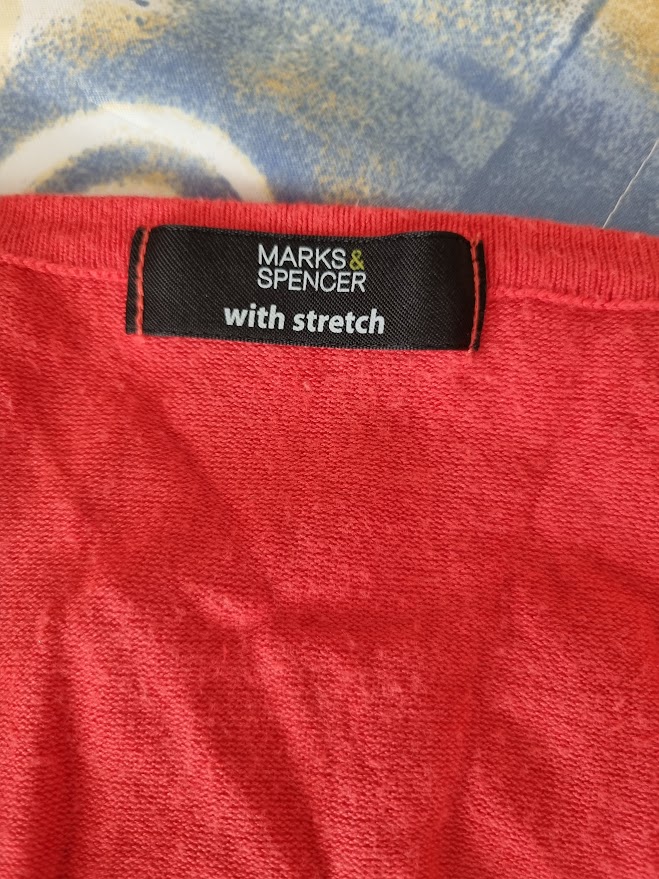 MARKS&
SPENCER
with stretch